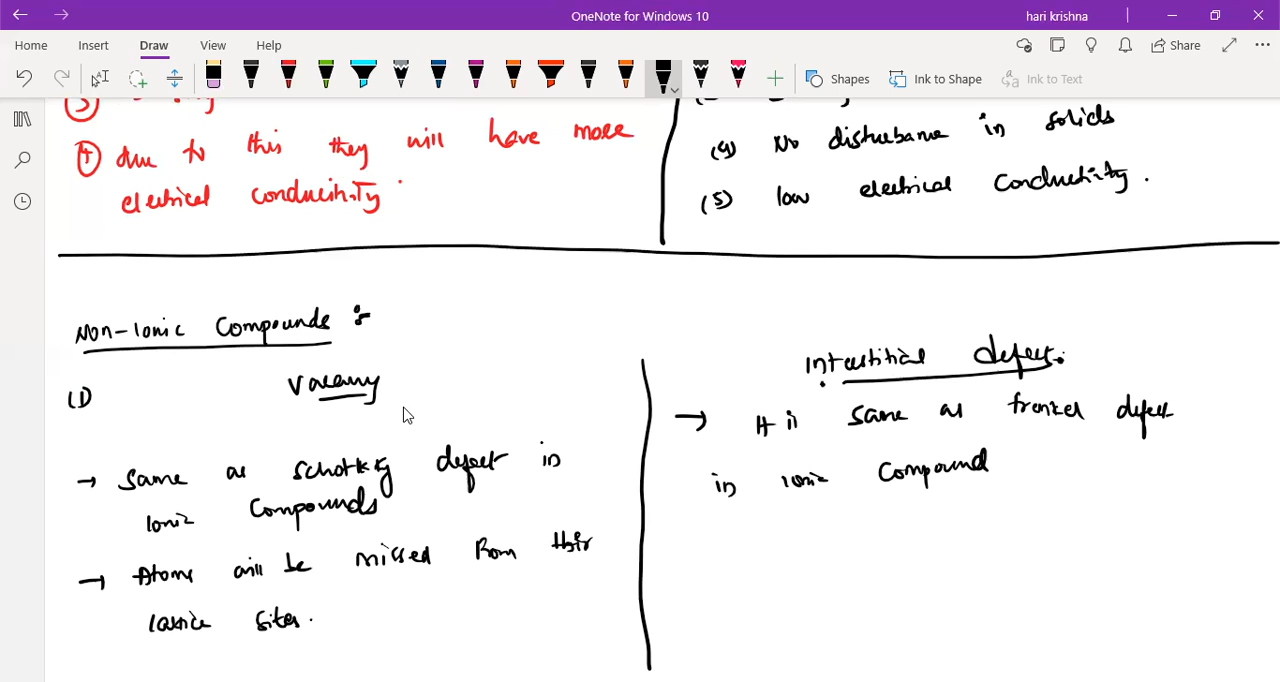 OneNote for Windows 10
hari krishna
Home Insert Draw View Help
Share
Shapes
Ink to Shape
Ink to Text
(4) due to this they will have more
electrical conductivity.
(4) No disturbance in solids
(5) low electrical conductivity.
Non-Ionic Compounds :
(1) Vacancy
→ Same as Schottky defect in
Ionic Compounds
→ Atoms will be missed from their
lattice sites.
Interstitial defect.
→ It is same as frenkel defect
in ionic Compound